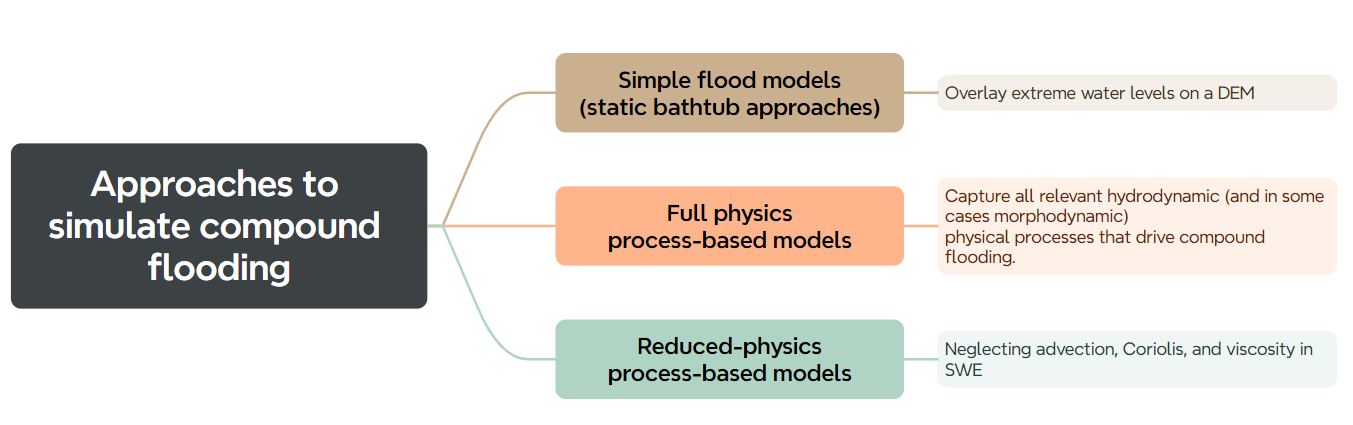 Approaches to
simulate compound
flooding
Simple flood models
(static bathtub approaches)
Overlay extreme water levels on a DEM
Full physics
process-based models
Capture all relevant hydrodynamic (and in some
cases morphodynamic)
physical processes that drive compound
flooding.
Reduced-physics
process-based models
Neglecting advection, Coriolis, and viscosity in
SWE